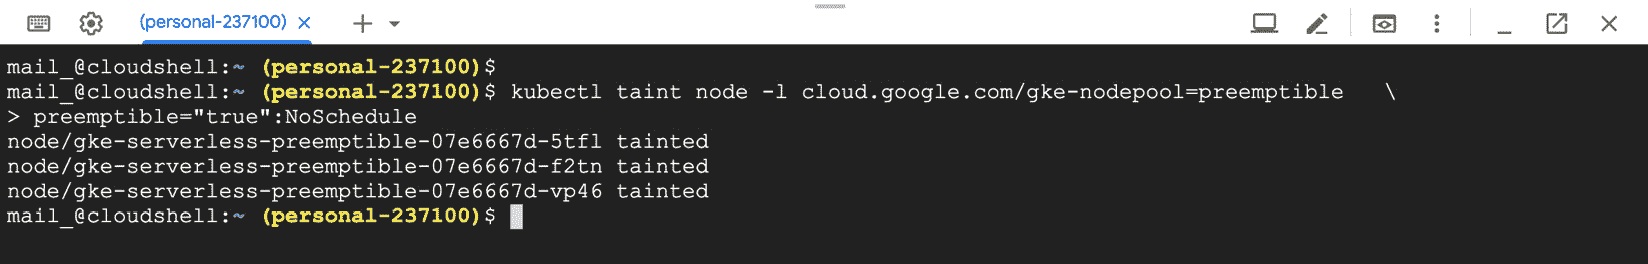 (personal-237100)
mail_@cloudshell:~ (personal-237100)$
mail_@cloudshell:~ (personal-237100)$ kubectl taint node -l cloud.google.com/gke-nodepool=preemptible   \
> preemptible="true":NoSchedule
node/gke-serverless-preemptible-07e6667d-5tfl tainted
node/gke-serverless-preemptible-07e6667d-f2tn tainted
node/gke-serverless-preemptible-07e6667d-vp46 tainted
mail_@cloudshell:~ (personal-237100)$